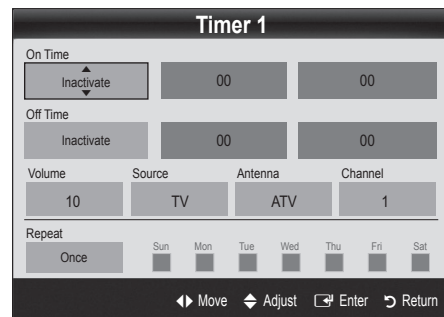 Timer 1
On Time
Inactivate 00 00
Off Time
Inactivate 00 00
Volume Source Antenna Channel
10 TV ATV 1
Repeat
Once Sun Mon Tue Wed Thu Fri Sat
Move Adjust Enter Return